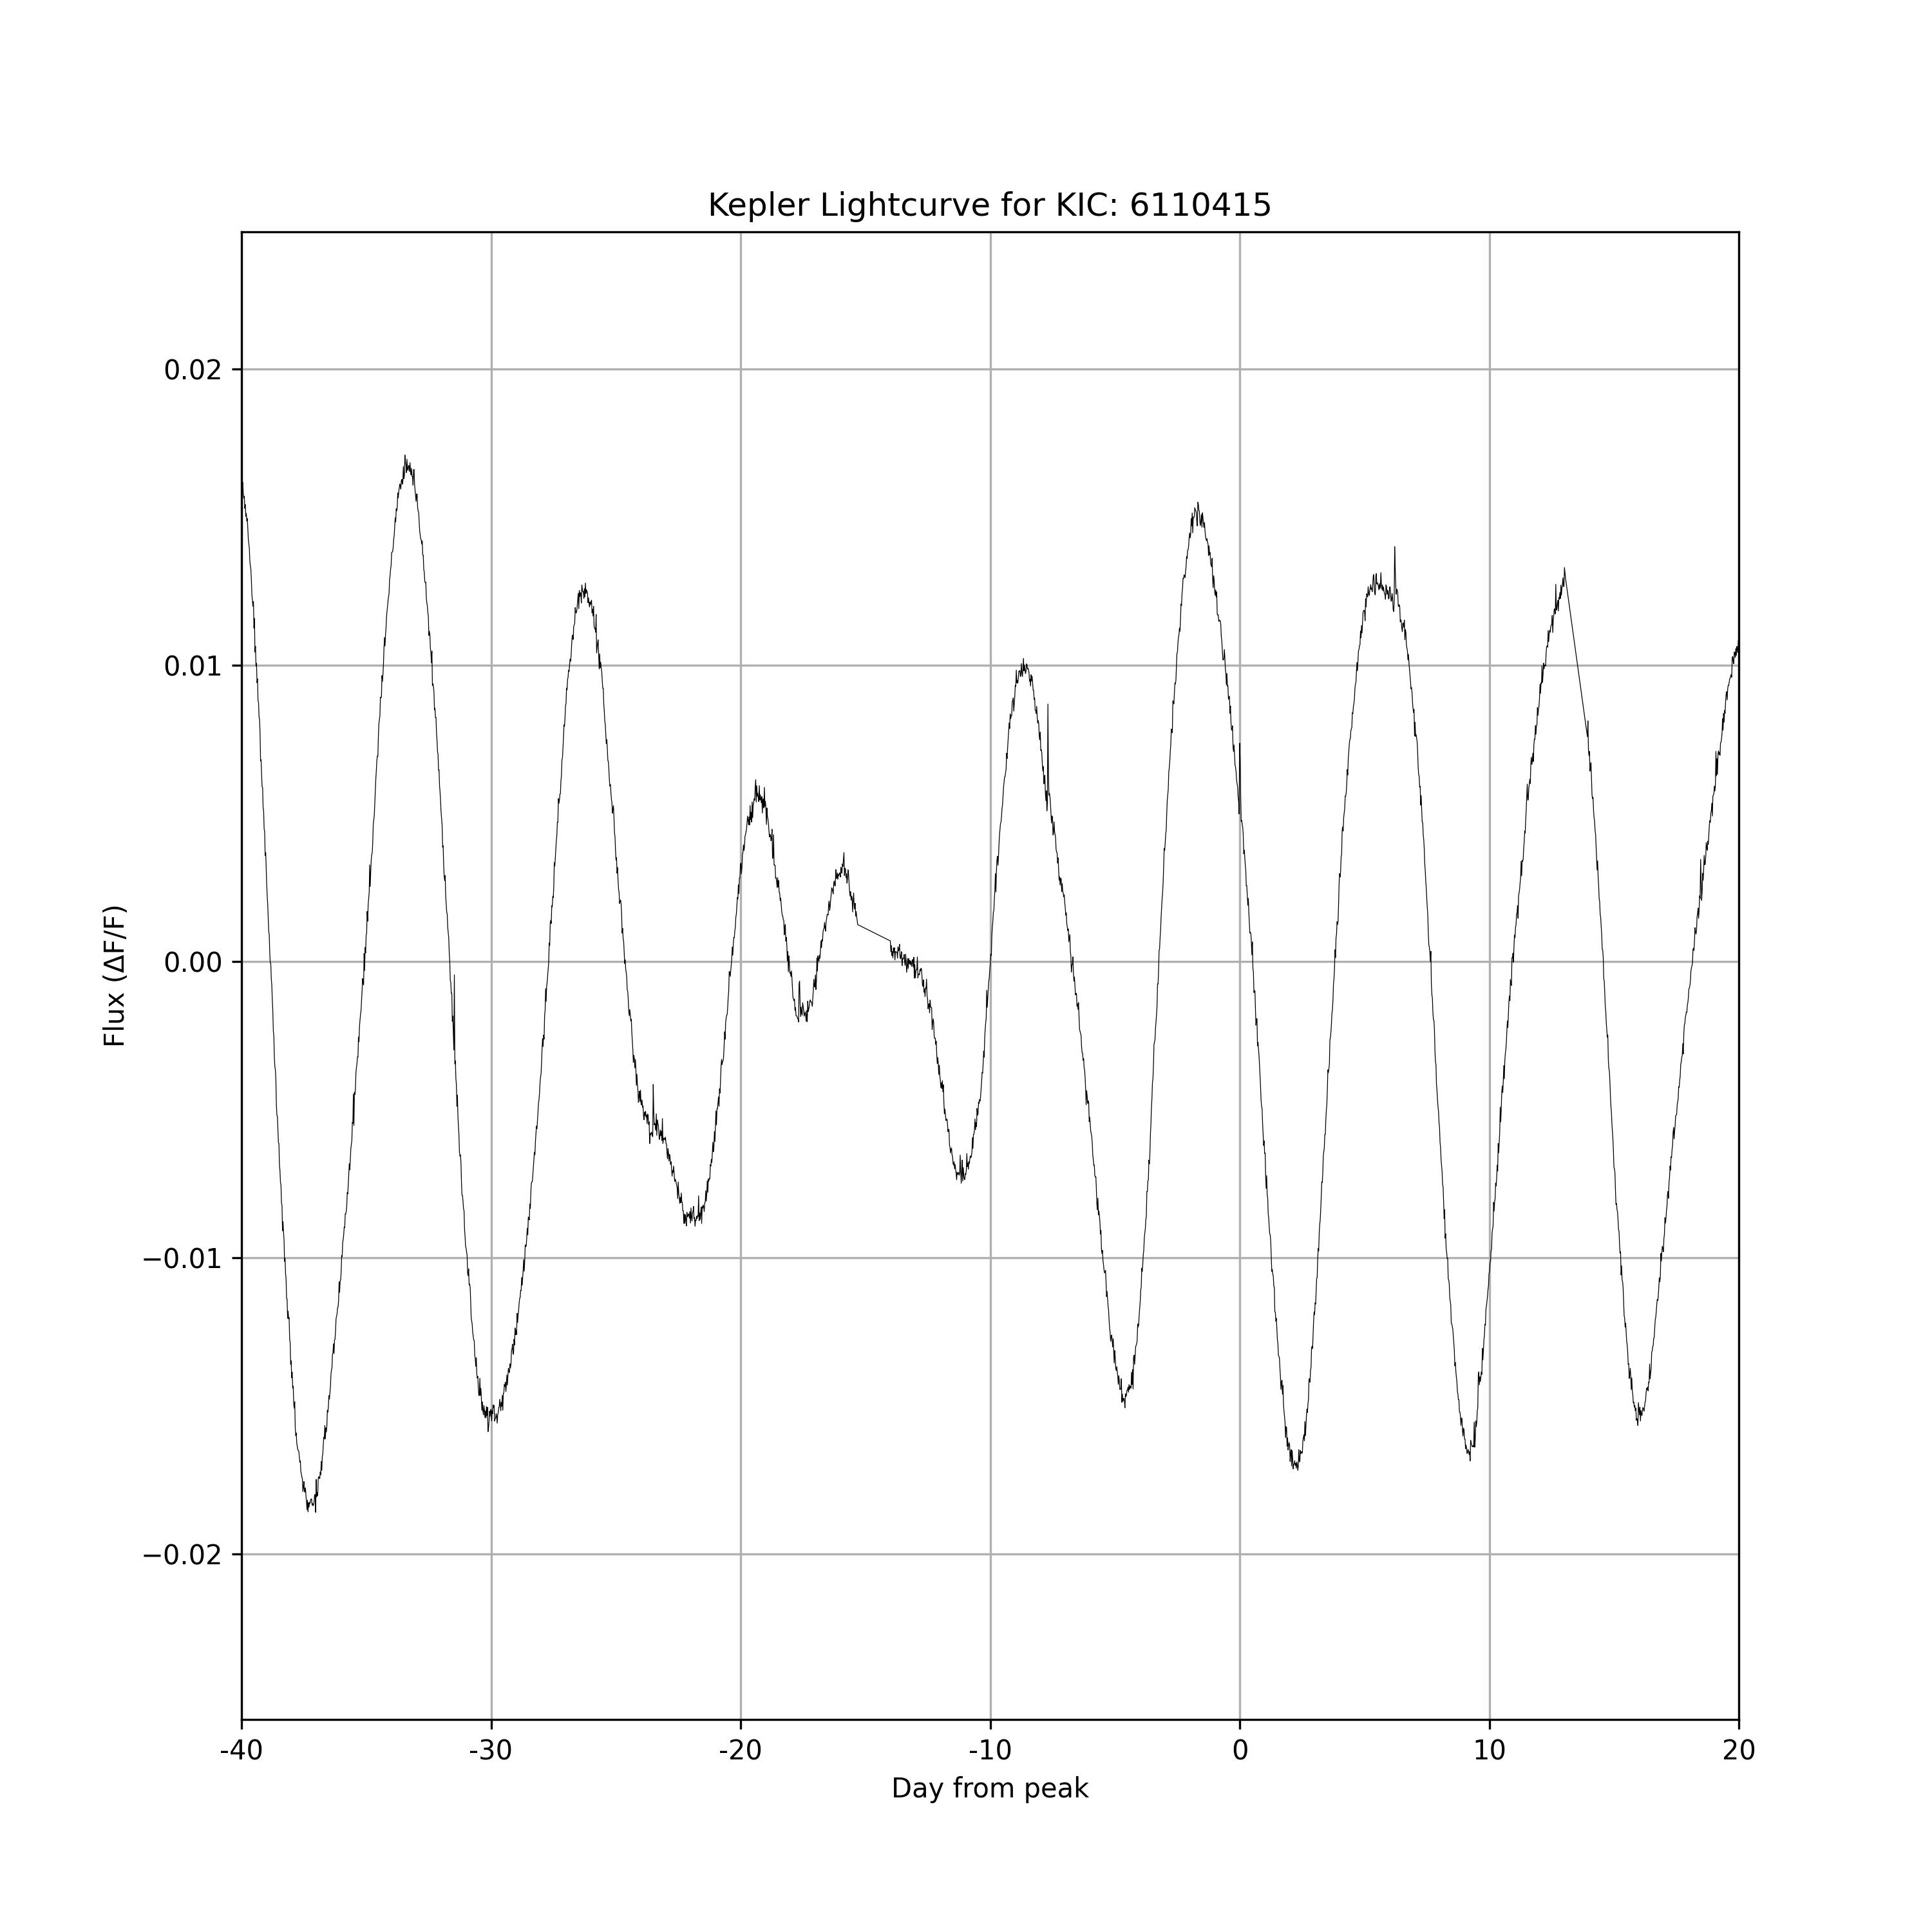 Kepler Lightcurve for KIC: 6110415
Flux (ΔF/F)
0.02
0.01
0.00
−0.01
−0.02
-40 -30 -20 -10 0 10 20
Day from peak